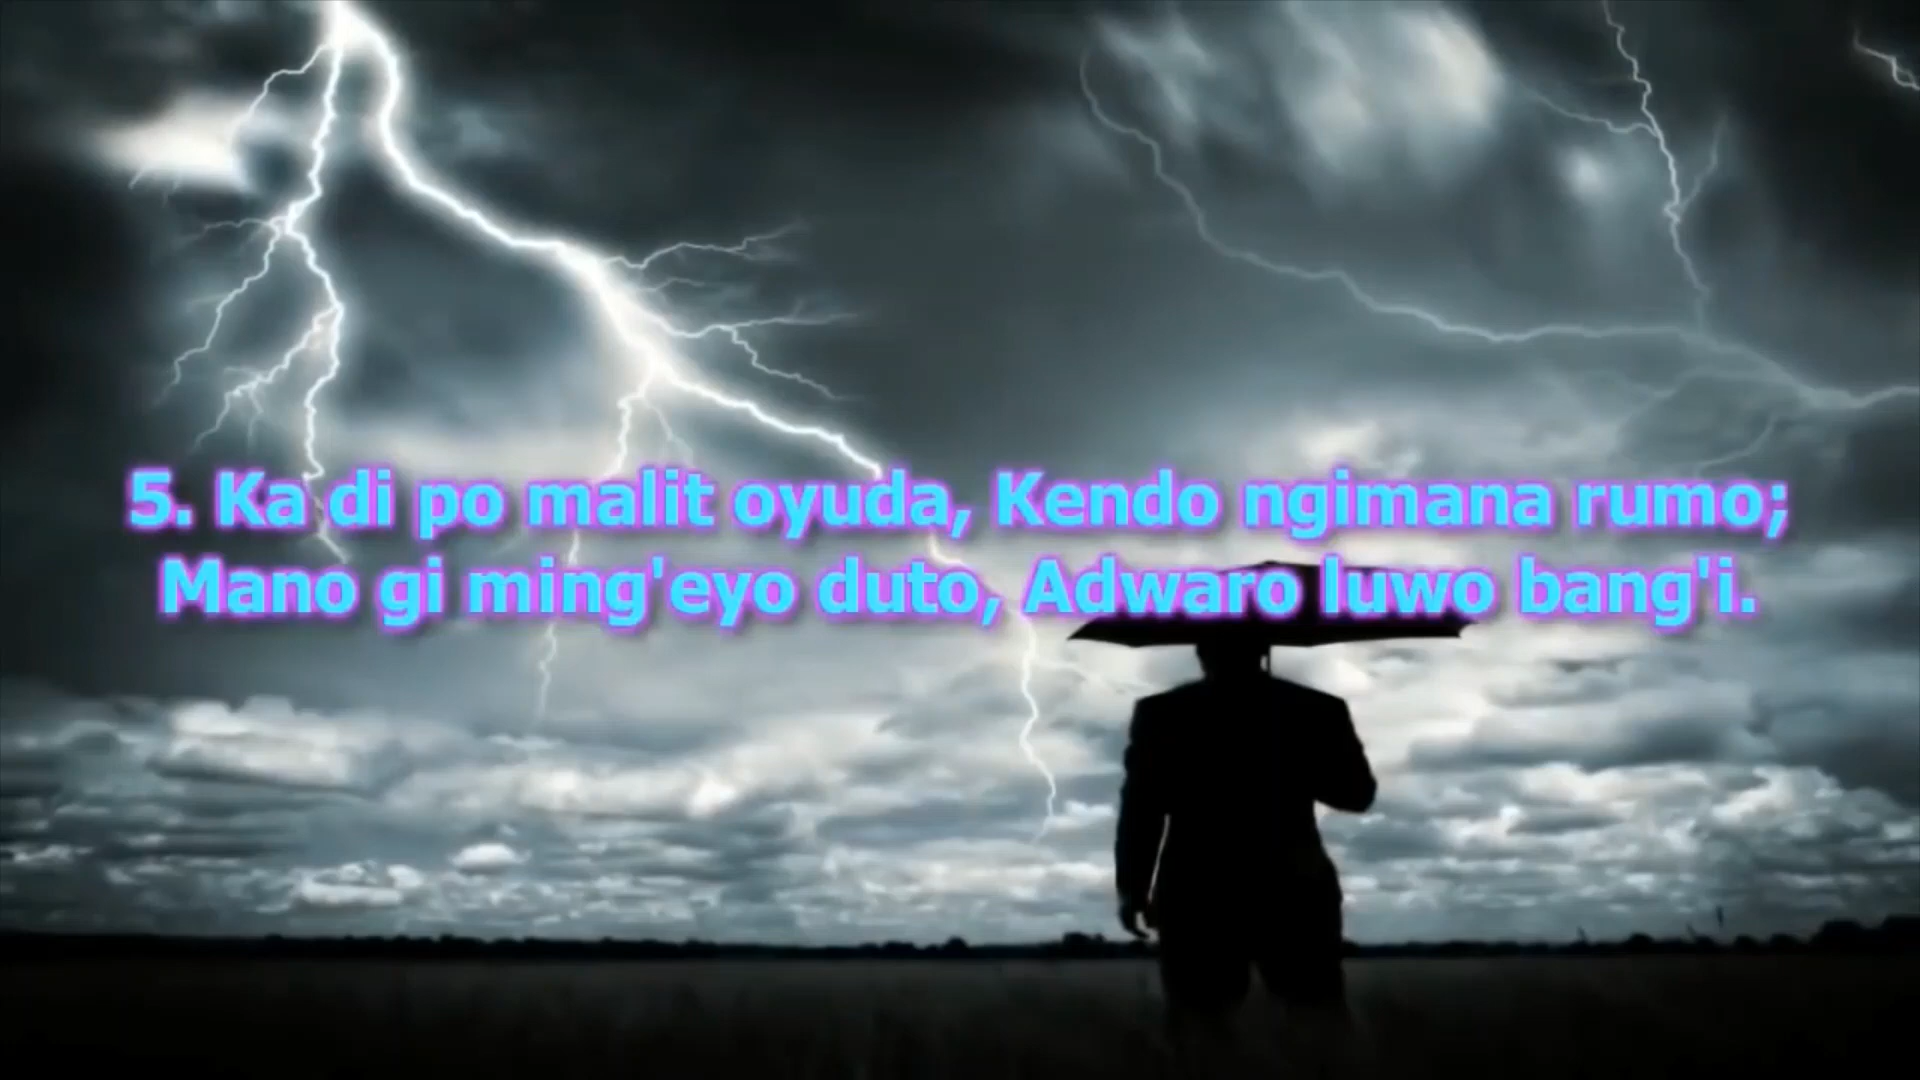 5. Ka di po malit oyuda, Kendo ngimana rumo;
Mano gi ming'eyo duto, Adwaro luwo bang'i.